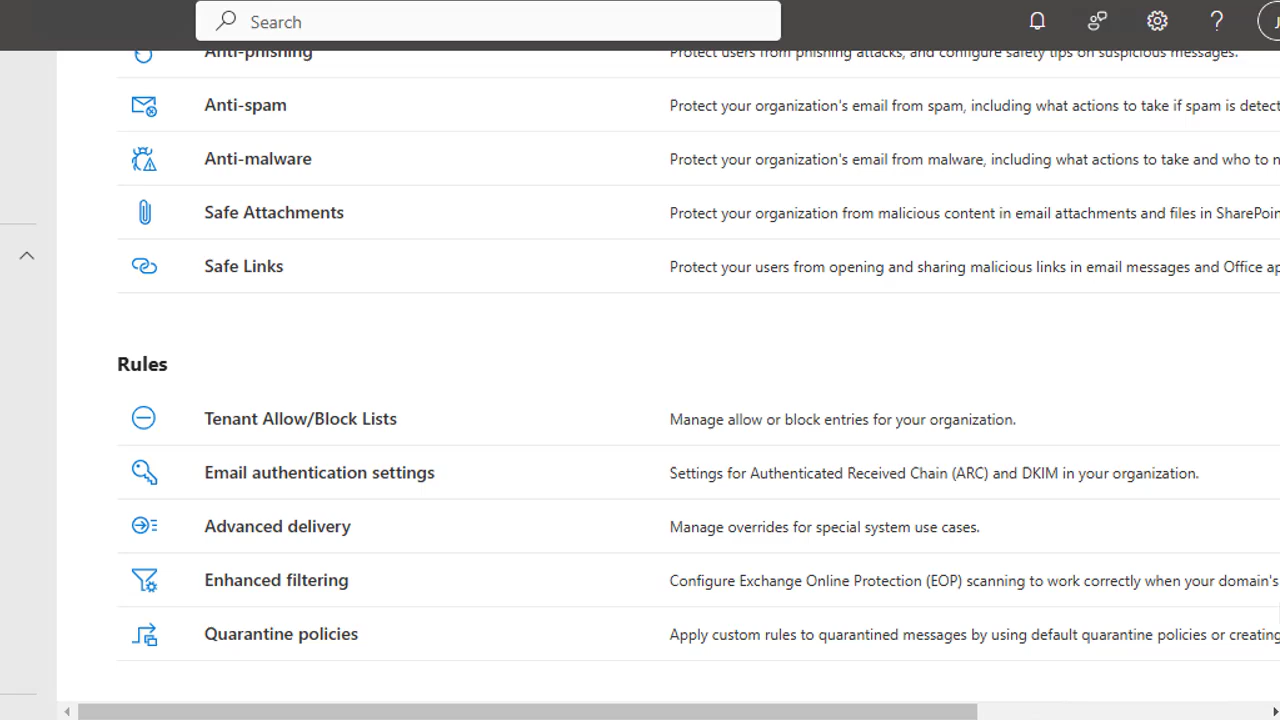 Search
J
Anti-phishing
Protect users from phishing attacks, and configure safety tips on suspicious messages.
Anti-spam
Protect your organization's email from spam, including what actions to take if spam is detect
Anti-malware
Protect your organization's email from malware, including what actions to take and who to n
Safe Attachments
Protect your organization from malicious content in email attachments and files in SharePoin
Safe Links
Protect your users from opening and sharing malicious links in email messages and Office ap
Rules
Tenant Allow/Block Lists
Manage allow or block entries for your organization.
Email authentication settings
Settings for Authenticated Received Chain (ARC) and DKIM in your organization.
Advanced delivery
Manage overrides for special system use cases.
Enhanced filtering
Configure Exchange Online Protection (EOP) scanning to work correctly when your domain's
Quarantine policies
Apply custom rules to quarantined messages by using default quarantine policies or creating